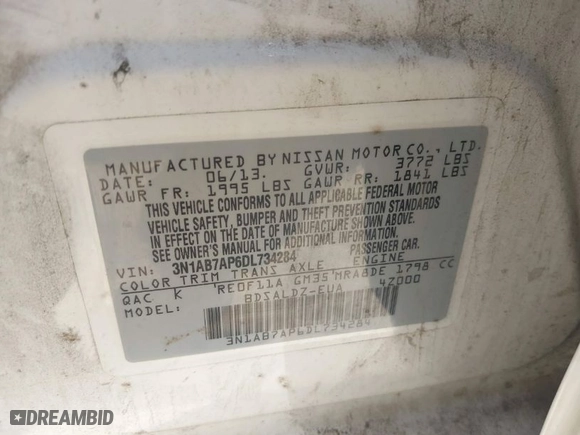 MANUFACTURED BY NISSAN MOTOR CO., LTD.
DATE: 06/13. GVWR: 3772 LBS
GAWR FR: 1995 LBS GAWR RR: 1841 LBS
THIS VEHICLE CONFORMS TO ALL APPLICABLE FEDERAL MOTOR
VEHICLE SAFETY, BUMPER AND THEFT PREVENTION STANDARDS
IN EFFECT ON THE DATE OF MANUFACTURE SHOWN ABOVE.
SEE OWNER'S MANUAL FOR ADDITIONAL INFORMATION.
VIN: 3N1AB7AP6DL734284 PASSENGER CAR.
COLOR TRIM TRANS AXLE ENGINE
QAC K RE0F11A GM35 MRA8DE 1798 CC
MODEL: BDSALDZ-EUA 42000
3N1AB7AP6DL734284
DREAMBID